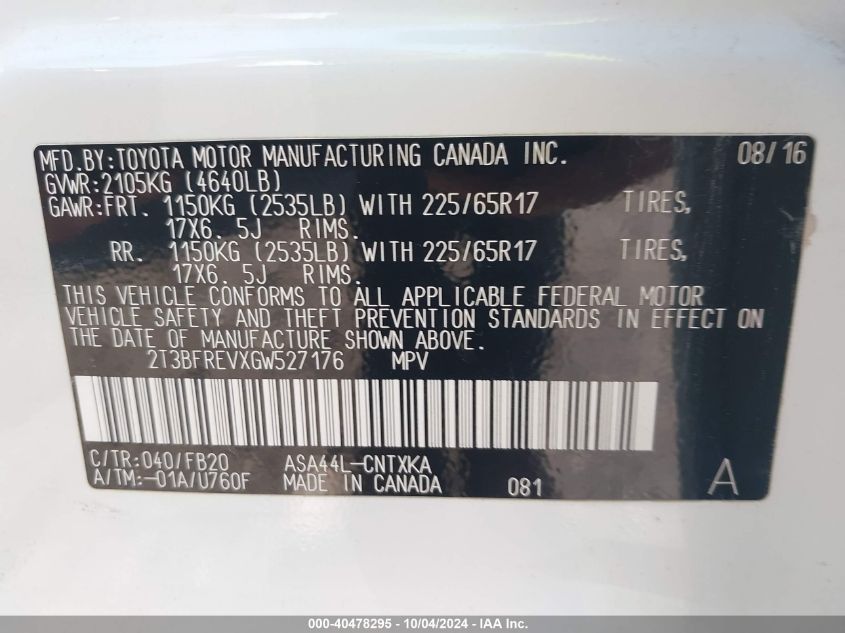 MFD.BY:TOYOTA MOTOR MANUFACTURING CANADA INC. 08/16
GVWR:2105KG (4640LB)
GAWR:FRT. 1150KG (2535LB) WITH 225/65R17 TIRES,
17X6. 5J RIMS.
RR. 1150KG (2535LB) WITH 225/65R17 TIRES,
17X6. 5J RIMS.
THIS VEHICLE CONFORMS TO ALL APPLICABLE FEDERAL MOTOR
VEHICLE SAFETY AND THEFT PREVENTION STANDARDS IN EFFECT ON
THE DATE OF MANUFACTURE SHOWN ABOVE.
2T3BFREVXGW527176 MPV
C/TR:040/FB20 ASA44L-CNTXKA
A/TM:-01A/U760F MADE IN CANADA 081 A
000-40478295 - 10/04/2024 - IAA Inc.